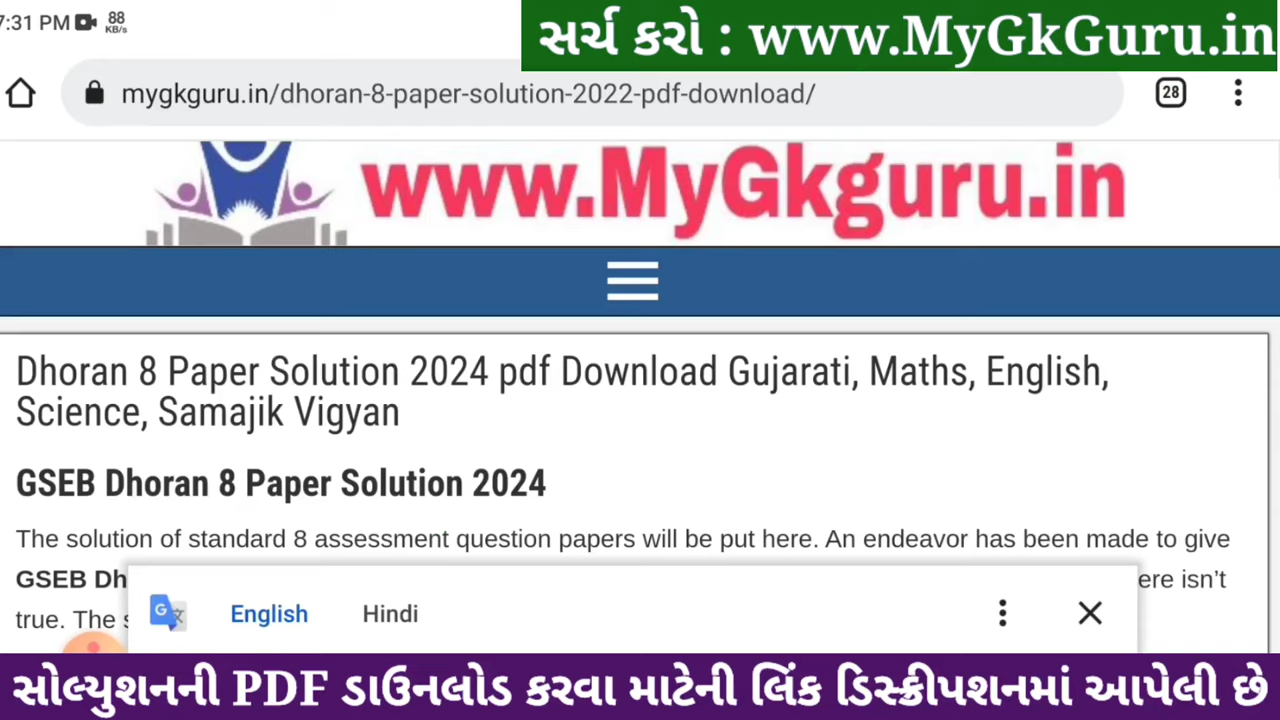 7:31 PM 88 KB/s
સર્ચ કરો : www.MyGkGuru.in
mygkguru.in/dhoran-8-paper-solution-2022-pdf-download/ 28
www.MyGkguru.in
Dhoran 8 Paper Solution 2024 pdf Download Gujarati, Maths, English,
Science, Samajik Vigyan
GSEB Dhoran 8 Paper Solution 2024
The solution of standard 8 assessment question papers will be put here. An endeavor has been made to give
GSEB Dh ere isn't
true. The s
English Hindi
સોલ્યુશનની PDF ડાઉનલોડ કરવા માટેની લિંક ડિસ્ક્રીપશનમાં આપેલી છે